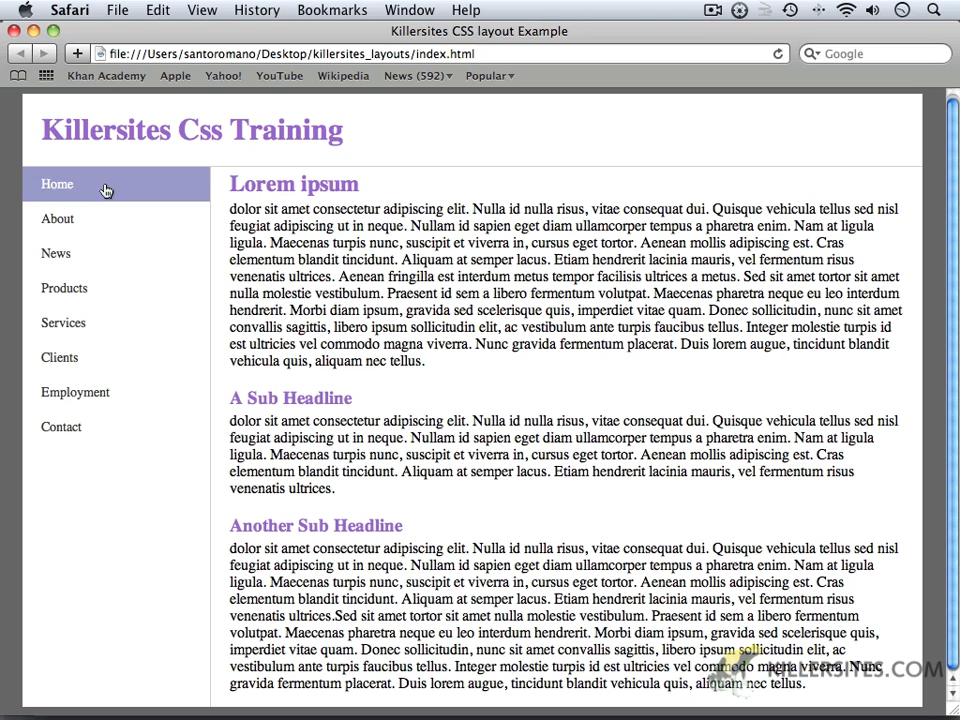 Safari File Edit View History Bookmarks Window Help
Killersites CSS layout Example
file:///Users/santoromano/Desktop/killersites_layouts/index.html Google
Khan Academy Apple Yahoo! YouTube Wikipedia News (592) Popular
Killersites Css Training
Home
About
News
Products
Services
Clients
Employment
Contact
Lorem ipsum
dolor sit amet consectetur adipiscing elit. Nulla id nulla risus, vitae consequat dui. Quisque vehicula tellus sed nisl
feugiat adipiscing ut in neque. Nullam id sapien eget diam ullamcorper tempus a pharetra enim. Nam at ligula
ligula. Maecenas turpis nunc, suscipit et viverra in, cursus eget tortor. Aenean mollis adipiscing est. Cras
elementum blandit tincidunt. Aliquam at semper lacus. Etiam hendrerit lacinia mauris, vel fermentum risus
venenatis ultrices. Aenean fringilla est interdum metus tempor facilisis ultrices a metus. Sed sit amet tortor sit amet
nulla molestie vestibulum. Praesent id sem a libero fermentum volutpat. Maecenas pharetra neque eu leo interdum
hendrerit. Morbi diam ipsum, gravida sed scelerisque quis, imperdiet vitae quam. Donec sollicitudin, nunc sit amet
convallis sagittis, libero ipsum sollicitudin elit, ac vestibulum ante turpis faucibus tellus. Integer molestie turpis id
est ultricies vel commodo magna viverra. Nunc gravida fermentum placerat. Duis lorem augue, tincidunt blandit
vehicula quis, aliquam nec tellus.
A Sub Headline
dolor sit amet consectetur adipiscing elit. Nulla id nulla risus, vitae consequat dui. Quisque vehicula tellus sed nisl
feugiat adipiscing ut in neque. Nullam id sapien eget diam ullamcorper tempus a pharetra enim. Nam at ligula
ligula. Maecenas turpis nunc, suscipit et viverra in, cursus eget tortor. Aenean mollis adipiscing est. Cras
elementum blandit tincidunt. Aliquam at semper lacus. Etiam hendrerit lacinia mauris, vel fermentum risus
venenatis ultrices.
Another Sub Headline
dolor sit amet consectetur adipiscing elit. Nulla id nulla risus, vitae consequat dui. Quisque vehicula tellus sed nisl
feugiat adipiscing ut in neque. Nullam id sapien eget diam ullamcorper tempus a pharetra enim. Nam at ligula
ligula. Maecenas turpis nunc, suscipit et viverra in, cursus eget tortor. Aenean mollis adipiscing est. Cras
elementum blandit tincidunt. Aliquam at semper lacus. Etiam hendrerit lacinia mauris, vel fermentum risus
venenatis ultrices.Sed sit amet tortor sit amet nulla molestie vestibulum. Praesent id sem a libero fermentum
volutpat. Maecenas pharetra neque eu leo interdum hendrerit. Morbi diam ipsum, gravida sed scelerisque quis,
imperdiet vitae quam. Donec sollicitudin, nunc sit amet convallis sagittis, libero ipsum sollicitudin elit, ac
vestibulum ante turpis faucibus tellus. Integer molestie turpis id est ultricies vel commodo magna viverra. Nunc
gravida fermentum placerat. Duis lorem augue, tincidunt blandit vehicula quis, aliquam nec tellus.
KILLERSITES.COM